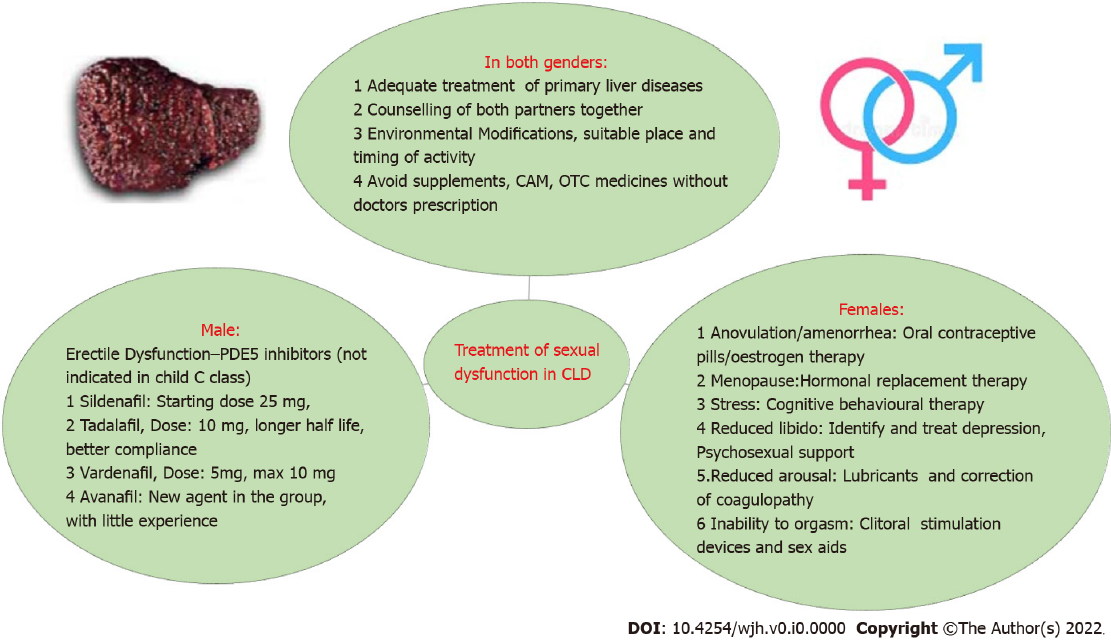 In both genders:
1 Adequate treatment of primary liver diseases
2 Counselling of both partners together
3 Environmental Modifications, suitable place and
timing of activity
4 Avoid supplements, CAM, OTC medicines without
doctors prescription
Male:
Erectile Dysfunction–PDE5 inhibitors (not
indicated in child C class)
1 Sildenafil: Starting dose 25 mg,
2 Tadalafil, Dose: 10 mg, longer half life,
better compliance
3 Vardenafil, Dose: 5mg, max 10 mg
4 Avanafil: New agent in the group,
with little experience
Treatment of sexual
dysfunction in CLD
Females:
1 Anovulation/amenorrhea: Oral contraceptive
pills/oestrogen therapy
2 Menopause:Hormonal replacement therapy
3 Stress: Cognitive behavioural therapy
4 Reduced libido: Identify and treat depression,
Psychosexual support
5.Reduced arousal: Lubricants and correction
of coagulopathy
6 Inability to orgasm: Clitoral stimulation
devices and sex aids
DOI: 10.4254/wjh.v0.i0.0000 Copyright ©The Author(s) 2022